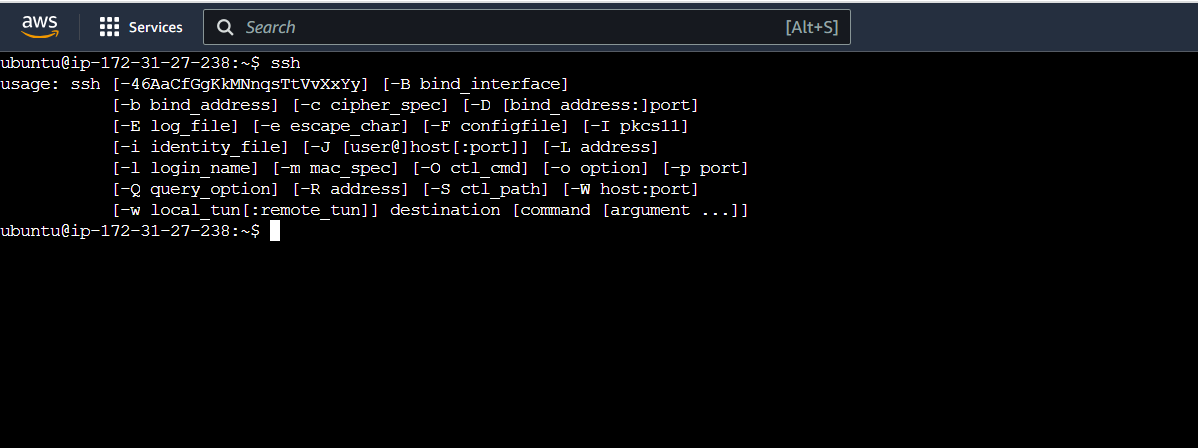 aws Services Search [Alt+S]
ubuntu@ip-172-31-27-238:~$ ssh
usage: ssh [-46AaCfGgKkMNnqsTtVvXxYy] [-B bind_interface]
           [-b bind_address] [-c cipher_spec] [-D [bind_address:]port]
           [-E log_file] [-e escape_char] [-F configfile] [-I pkcs11]
           [-i identity_file] [-J [user@]host[:port]] [-L address]
           [-l login_name] [-m mac_spec] [-O ctl_cmd] [-o option] [-p port]
           [-Q query_option] [-R address] [-S ctl_path] [-W host:port]
           [-w local_tun[:remote_tun]] destination [command [argument ...]]
ubuntu@ip-172-31-27-238:~$